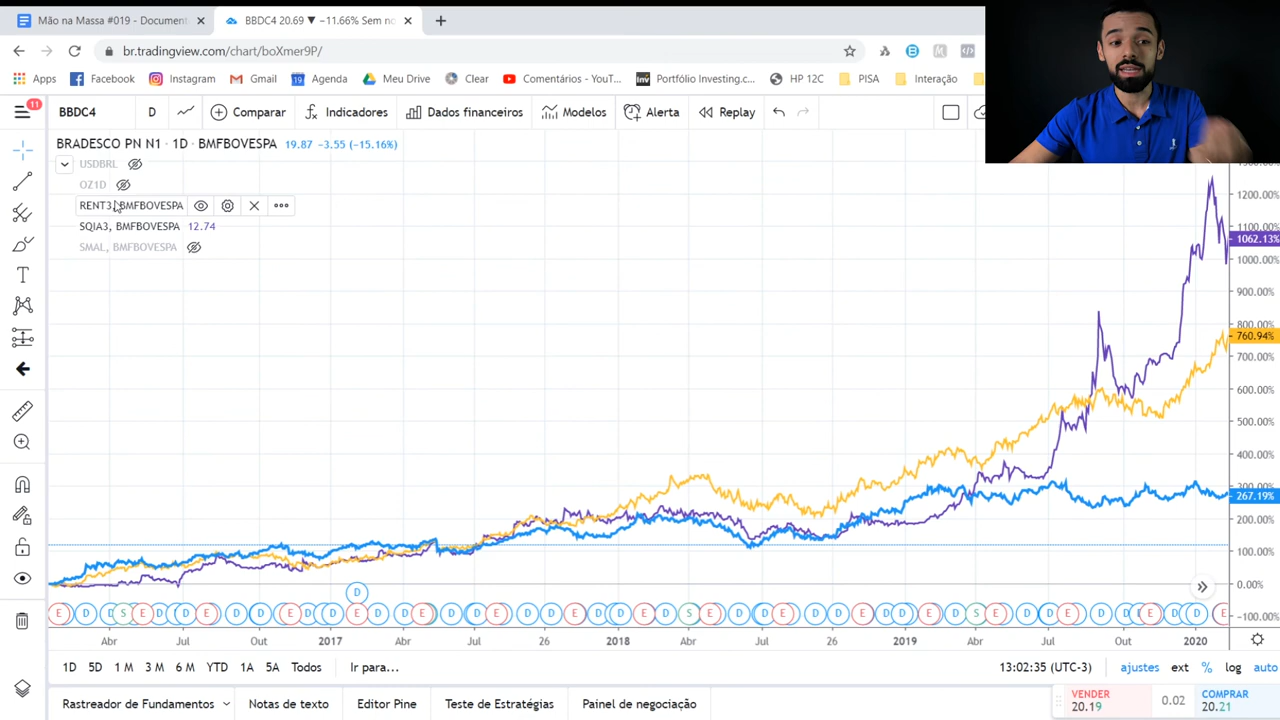 Mão na Massa #019 - Document
BBDC4 20.69 ▼ −11.66% Sem no
br.tradingview.com/chart/boXmer9P/
Apps Facebook Instagram Gmail Agenda Meu Drive Clear Comentários - YouT... Portfólio Investing.c... HP 12C PISA Interação
11 BBDC4 D Comparar Indicadores Dados financeiros Modelos Alerta Replay
BRADESCO PN N1 · 1D · BMFBOVESPA 19.87 −3.55 (−15.16%)
USDBRL
OZ1D
RENT3, BMFBOVESPA
SQIA3, BMFBOVESPA 12.74
SMAL, BMFBOVESPA
1200.00%
1100.00%
1062.13%
1000.00%
900.00%
800.00%
760.94%
700.00%
600.00%
500.00%
400.00%
300.00%
267.19%
200.00%
100.00%
0.00%
-100.00%
D
E D D S E D D D E D D E D D E D D E D D D E D D E D D E D D S E D D D E D D E D D D E D D S E D D E D D E D D E
Abr Jul Out 2017 Abr Jul 26 2018 Abr Jul 26 2019 Abr Jul Out 2020
1D 5D 1 M 3 M 6 M YTD 1A 5A Todos Ir para... 13:02:35 (UTC-3) ajustes ext % log auto
Rastreador de Fundamentos Notas de texto Editor Pine Teste de Estratégias Painel de negociação
VENDER 20.19 0.02 COMPRAR 20.21